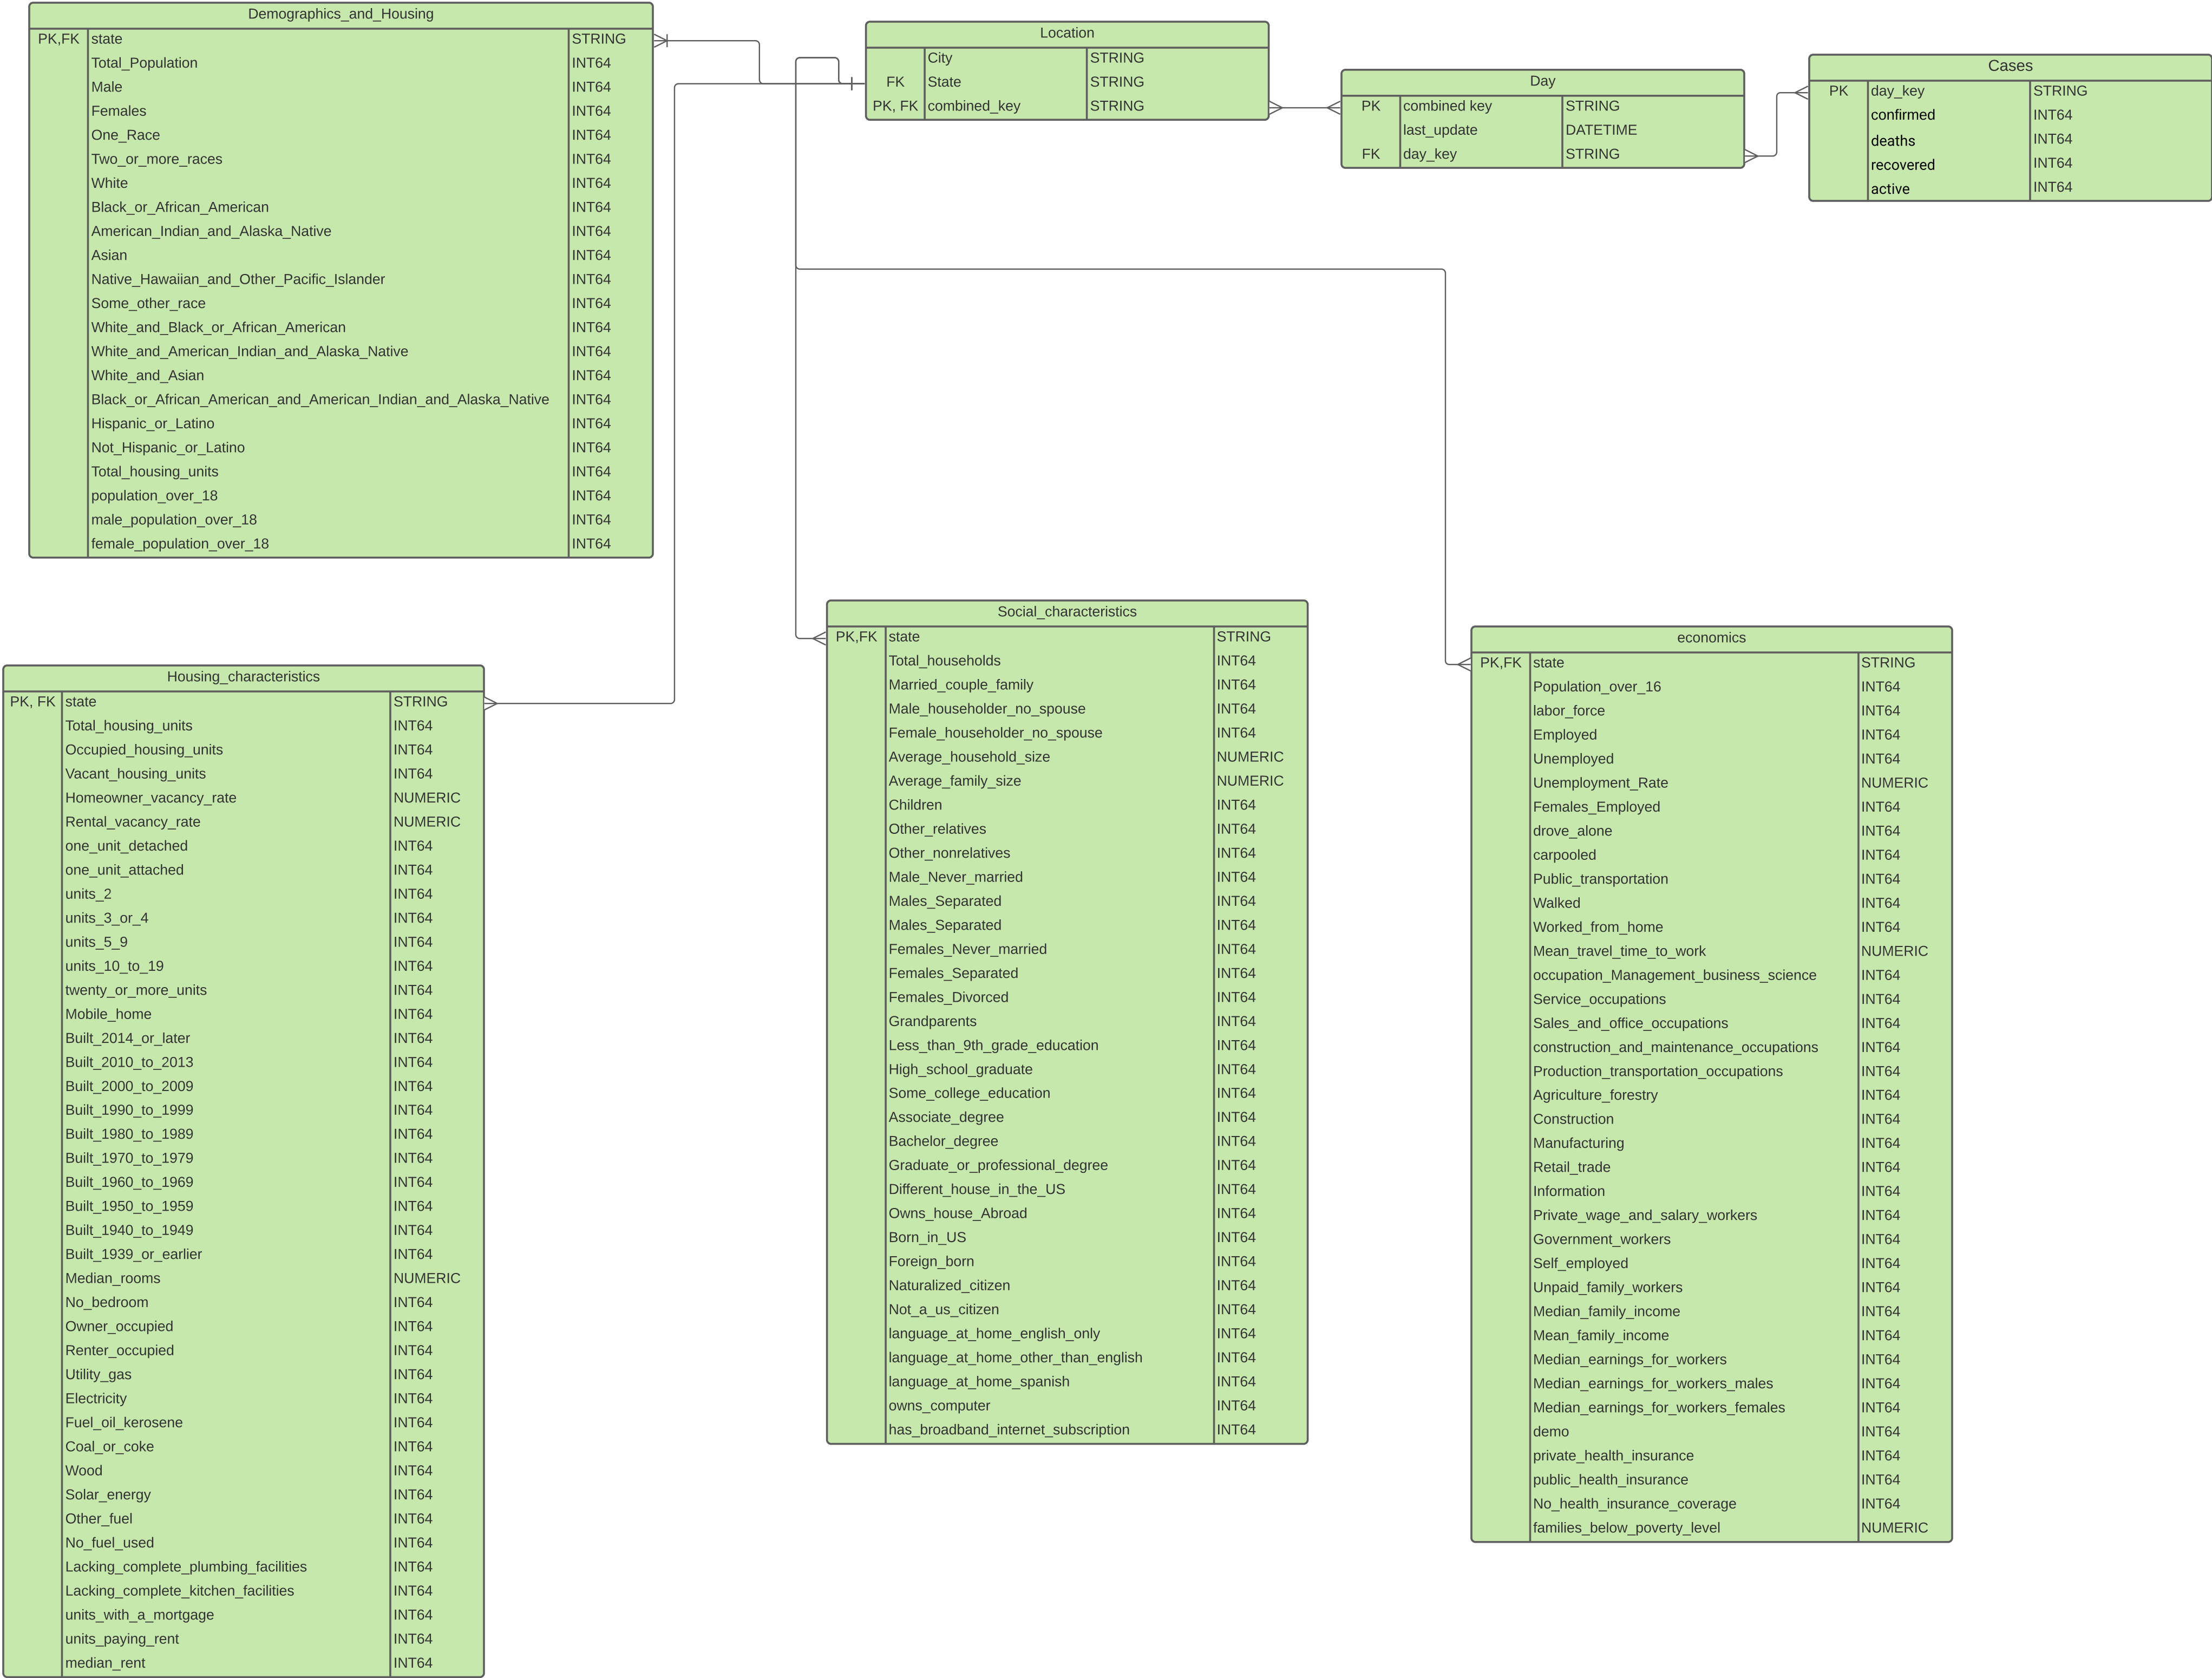 Demographics_and_Housing
PK,FK state STRING
Total_Population INT64
Male INT64
Females INT64
One_Race INT64
Two_or_more_races INT64
White INT64
Black_or_African_American INT64
American_Indian_and_Alaska_Native INT64
Asian INT64
Native_Hawaiian_and_Other_Pacific_Islander INT64
Some_other_race INT64
White_and_Black_or_African_American INT64
White_and_American_Indian_and_Alaska_Native INT64
White_and_Asian INT64
Black_or_African_American_and_American_Indian_and_Alaska_Native INT64
Hispanic_or_Latino INT64
Not_Hispanic_or_Latino INT64
Total_housing_units INT64
population_over_18 INT64
male_population_over_18 INT64
female_population_over_18 INT64
Location
City STRING
FK State STRING
PK, FK combined_key STRING
Day
PK combined key STRING
last_update DATETIME
FK day_key STRING
Cases
PK day_key STRING
confirmed INT64
deaths INT64
recovered INT64
active INT64
Housing_characteristics
PK, FK state STRING
Total_housing_units INT64
Occupied_housing_units INT64
Vacant_housing_units INT64
Homeowner_vacancy_rate NUMERIC
Rental_vacancy_rate NUMERIC
one_unit_detached INT64
one_unit_attached INT64
units_2 INT64
units_3_or_4 INT64
units_5_9 INT64
units_10_to_19 INT64
twenty_or_more_units INT64
Mobile_home INT64
Built_2014_or_later INT64
Built_2010_to_2013 INT64
Built_2000_to_2009 INT64
Built_1990_to_1999 INT64
Built_1980_to_1989 INT64
Built_1970_to_1979 INT64
Built_1960_to_1969 INT64
Built_1950_to_1959 INT64
Built_1940_to_1949 INT64
Built_1939_or_earlier INT64
Median_rooms NUMERIC
No_bedroom INT64
Owner_occupied INT64
Renter_occupied INT64
Utility_gas INT64
Electricity INT64
Fuel_oil_kerosene INT64
Coal_or_coke INT64
Wood INT64
Solar_energy INT64
Other_fuel INT64
No_fuel_used INT64
Lacking_complete_plumbing_facilities INT64
Lacking_complete_kitchen_facilities INT64
units_with_a_mortgage INT64
units_paying_rent INT64
median_rent INT64
Social_characteristics
PK,FK state STRING
Total_households INT64
Married_couple_family INT64
Male_householder_no_spouse INT64
Female_householder_no_spouse INT64
Average_household_size NUMERIC
Average_family_size NUMERIC
Children INT64
Other_relatives INT64
Other_nonrelatives INT64
Male_Never_married INT64
Males_Separated INT64
Males_Separated INT64
Females_Never_married INT64
Females_Separated INT64
Females_Divorced INT64
Grandparents INT64
Less_than_9th_grade_education INT64
High_school_graduate INT64
Some_college_education INT64
Associate_degree INT64
Bachelor_degree INT64
Graduate_or_professional_degree INT64
Different_house_in_the_US INT64
Owns_house_Abroad INT64
Born_in_US INT64
Foreign_born INT64
Naturalized_citizen INT64
Not_a_us_citizen INT64
language_at_home_english_only INT64
language_at_home_other_than_english INT64
language_at_home_spanish INT64
owns_computer INT64
has_broadband_internet_subscription INT64
economics
PK,FK state STRING
Population_over_16 INT64
labor_force INT64
Employed INT64
Unemployed INT64
Unemployment_Rate NUMERIC
Females_Employed INT64
drove_alone INT64
carpooled INT64
Public_transportation INT64
Walked INT64
Worked_from_home INT64
Mean_travel_time_to_work NUMERIC
occupation_Management_business_science INT64
Service_occupations INT64
Sales_and_office_occupations INT64
construction_and_maintenance_occupations INT64
Production_transportation_occupations INT64
Agriculture_forestry INT64
Construction INT64
Manufacturing INT64
Retail_trade INT64
Information INT64
Private_wage_and_salary_workers INT64
Government_workers INT64
Self_employed INT64
Unpaid_family_workers INT64
Median_family_income INT64
Mean_family_income INT64
Median_earnings_for_workers INT64
Median_earnings_for_workers_males INT64
Median_earnings_for_workers_females INT64
demo INT64
private_health_insurance INT64
public_health_insurance INT64
No_health_insurance_coverage INT64
families_below_poverty_level NUMERIC